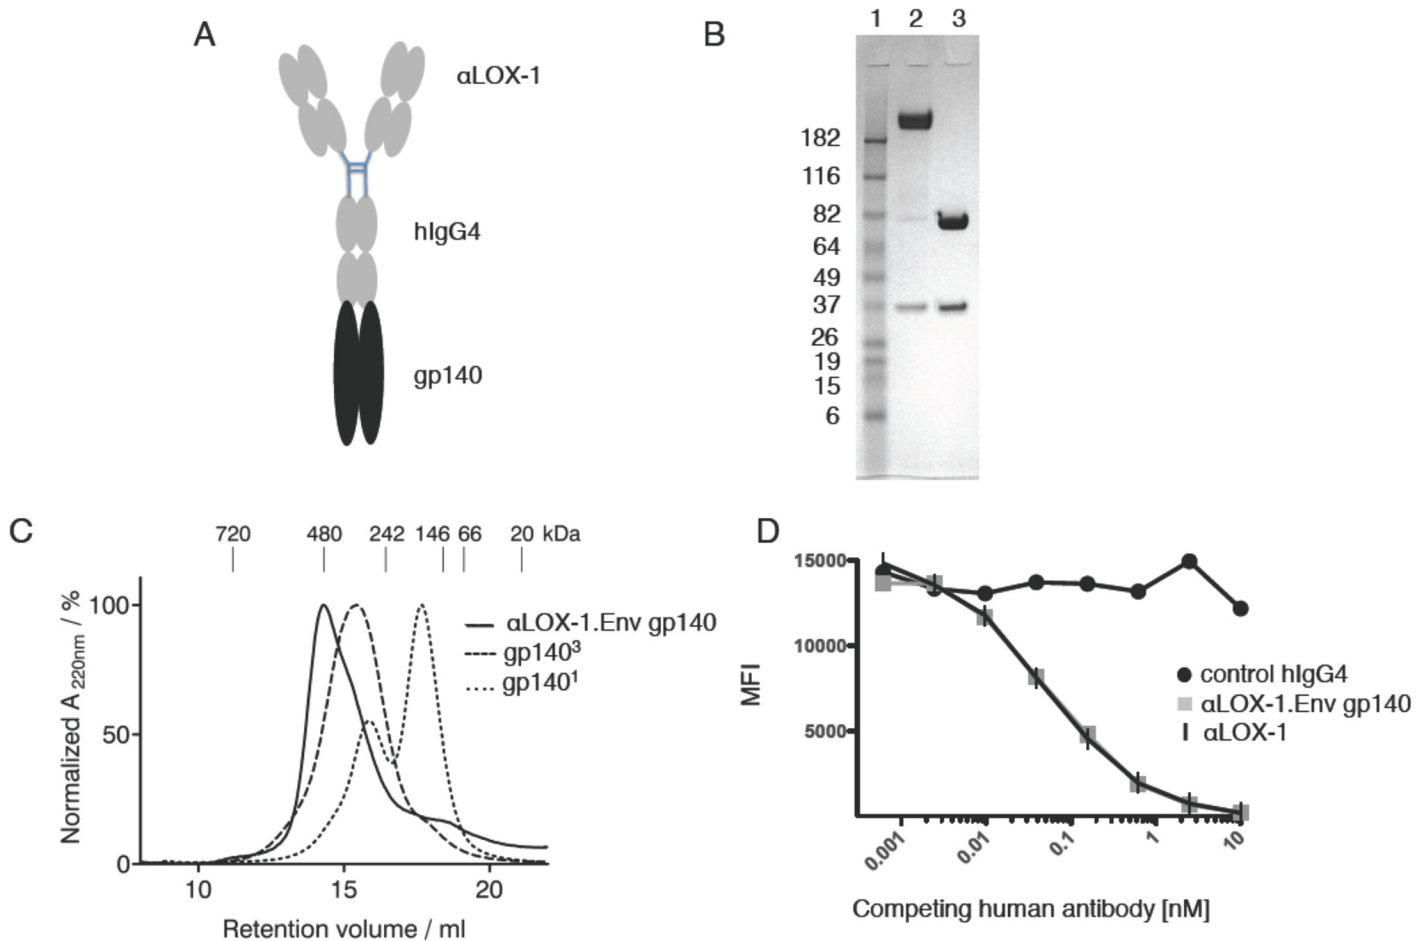 A
αLOX-1
hIgG4
gp140
B
1 2 3
182
116
82
64
49
37
26
19
15
6
C
720 480 242 146 66 20 kDa
Normalized A 220nm / %
100
50
0
αLOX-1.Env gp140
gp140³
gp140¹
10 15 20
Retention volume / ml
D
MFI
15000
10000
5000
control hIgG4
αLOX-1.Env gp140
αLOX-1
0.001 0.01 0.1 1 10
Competing human antibody [nM]